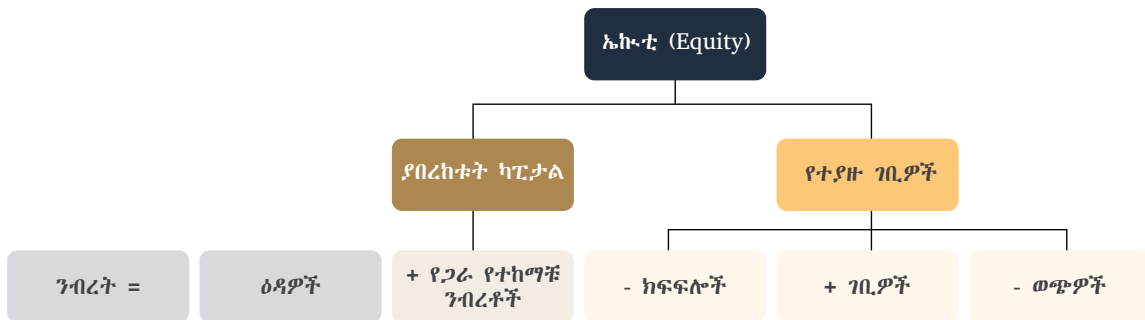 ኤኩቲ (Equity)
ያበረከቱት ካፒታል
የተያዙ ገቢዎች
ንብረት =
ዕዳዎች
+ የጋራ የተከማቹ
ንብረቶች
- ክፍፍሎች
+ ገቢዎች
- ወጭዎች